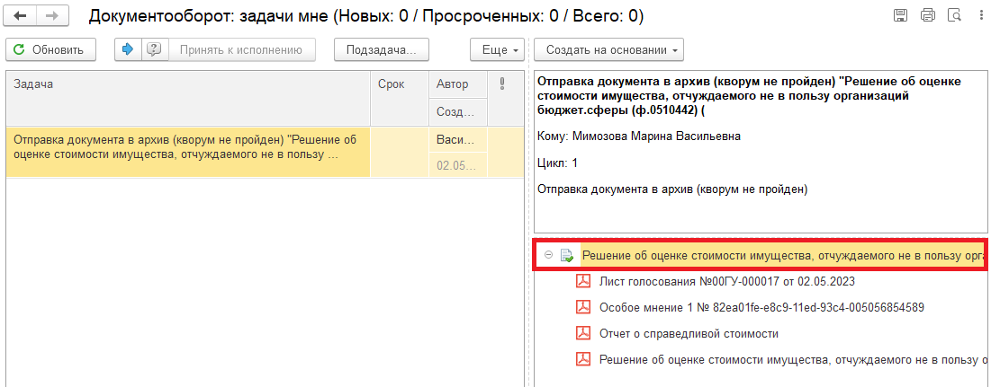 Документооборот: задачи мне (Новых: 0 / Просроченных: 0 / Всего: 0)
Обновить
Принять к исполнению
Подзадача...
Еще
Создать на основании
Задача
Срок
Автор
Созд...
Отправка документа в архив (кворум не пройден) "Решение об
оценке стоимости имущества, отчуждаемого не в пользу ...
Васи...
02.05...
Отправка документа в архив (кворум не пройден) "Решение об оценке
стоимости имущества, отчуждаемого не в пользу организаций
бюджет.сферы (ф.0510442) (
Кому: Мимозова Марина Васильевна
Цикл: 1
Отправка документа в архив (кворум не пройден)
Решение об оценке стоимости имущества, отчуждаемого не в пользу орга
Лист голосования №00ГУ-000017 от 02.05.2023
Особое мнение 1 № 82ea01fe-e8c9-11ed-93c4-005056854589
Отчет о справедливой стоимости
Решение об оценке стоимости имущества, отчуждаемого не в пользу о